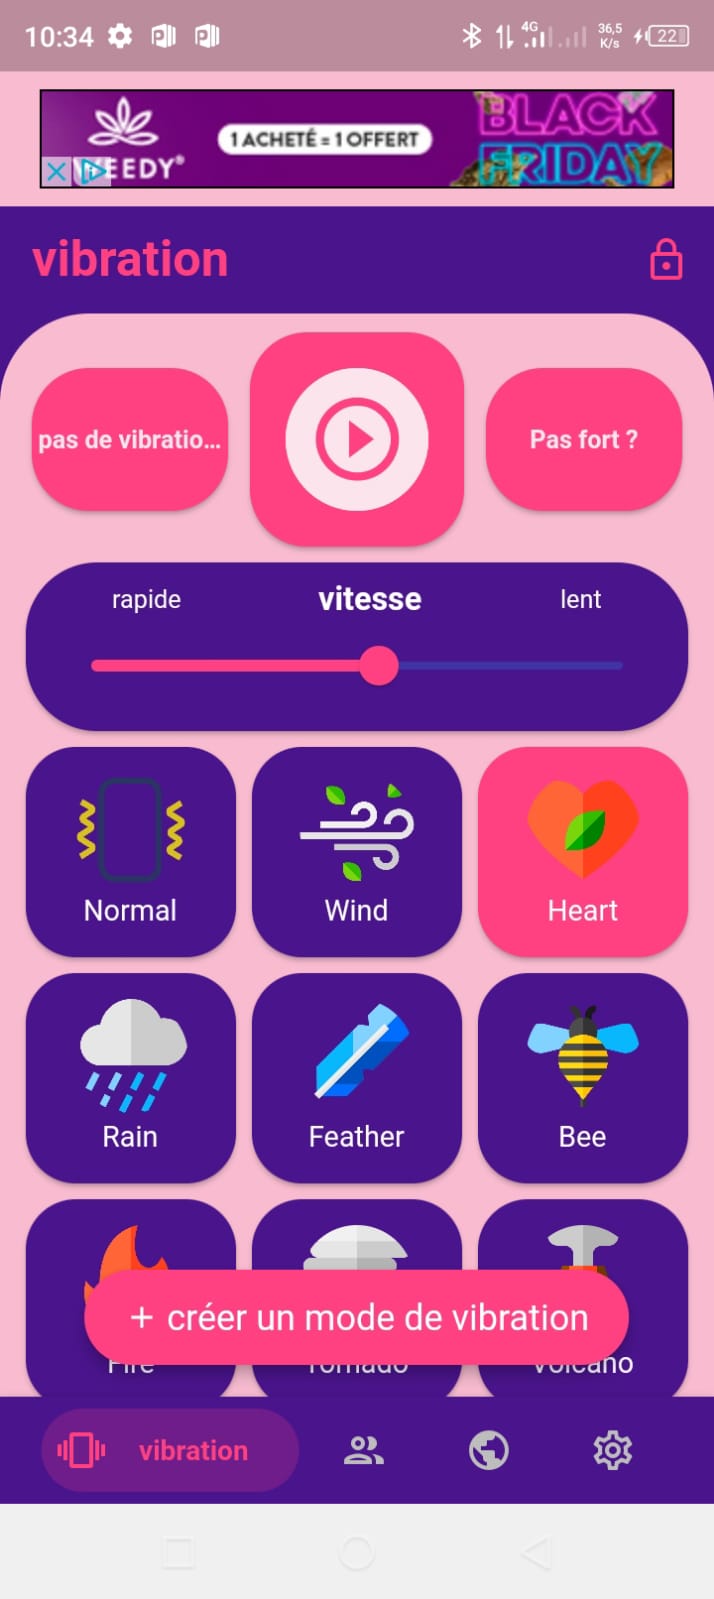 10:34
4G
36,5
K/s
22
WEEDY®
1 ACHETÉ = 1 OFFERT
BLACK
FRIDAY
vibration
pas de vibratio...
Pas fort ?
rapide
vitesse
lent
Normal
Wind
Heart
Rain
Feather
Bee
+ créer un mode de vibration
Fire
Tornado
Volcano
vibration